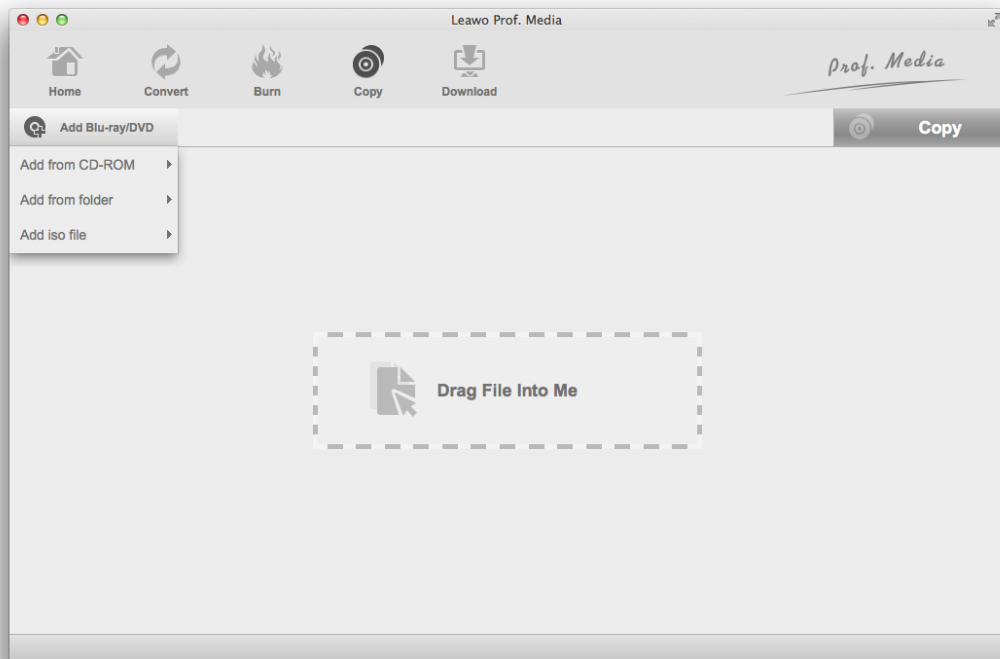 Leawo Prof. Media
Home
Convert
Burn
Copy
Download
Prof. Media
Add Blu-ray/DVD
Copy
Add from CD-ROM
Add from folder
Add iso file
Drag File Into Me